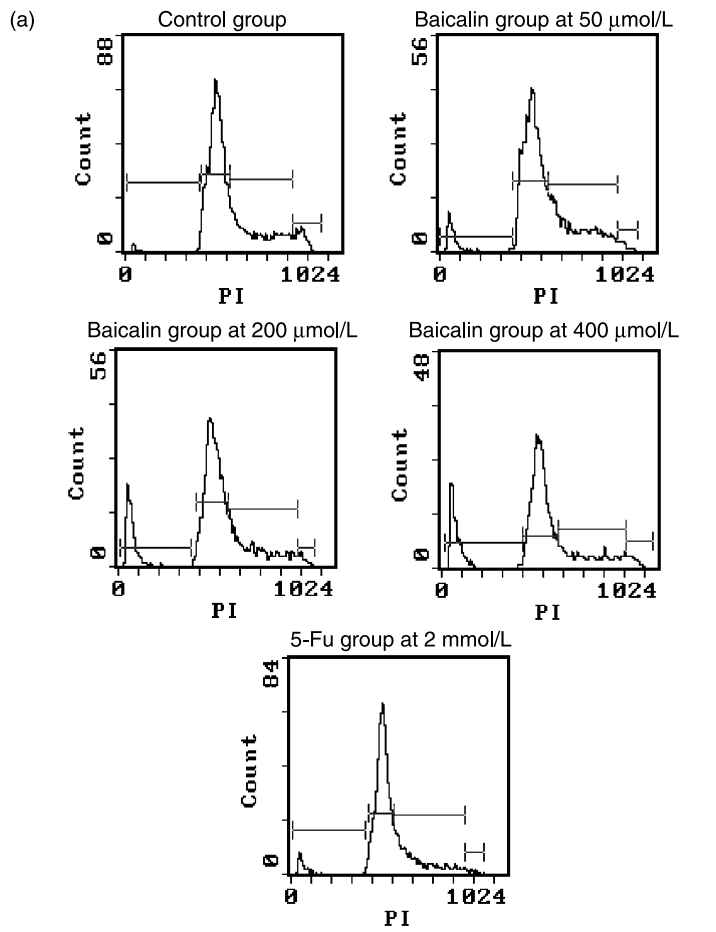 (a)
Control group
88
Count
0
0 1024
PI
Baicalin group at 50 μmol/L
56
Count
0
0 1024
PI
Baicalin group at 200 μmol/L
56
Count
0
0 1024
PI
Baicalin group at 400 μmol/L
48
Count
0
0 1024
PI
5-Fu group at 2 mmol/L
84
Count
0
0 1024
PI